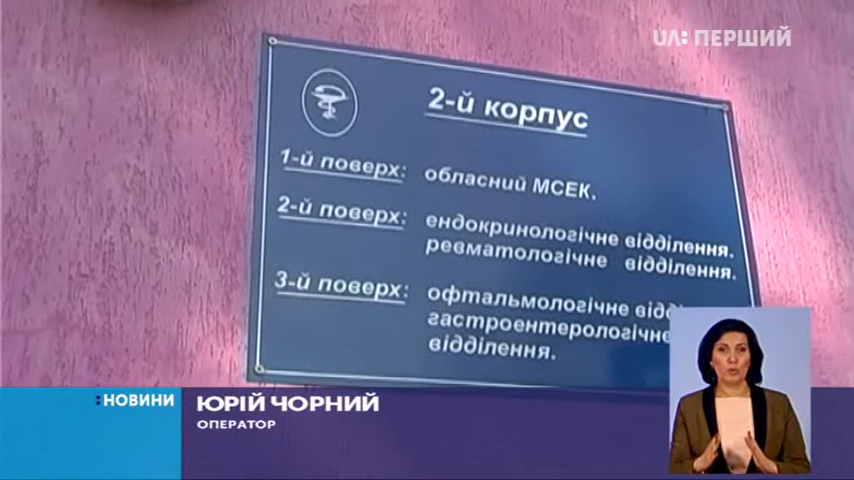 UA: ПЕРШИЙ
2-й корпус
1-й поверх: обласний МСЕК.
2-й поверх: ендокринологічне відділення.
ревматологічне відділення.
3-й поверх: офтальмологічне
гастроентерологічне
відділення.
:НОВИНИ
ЮРІЙ ЧОРНИЙ
ОПЕРАТОР